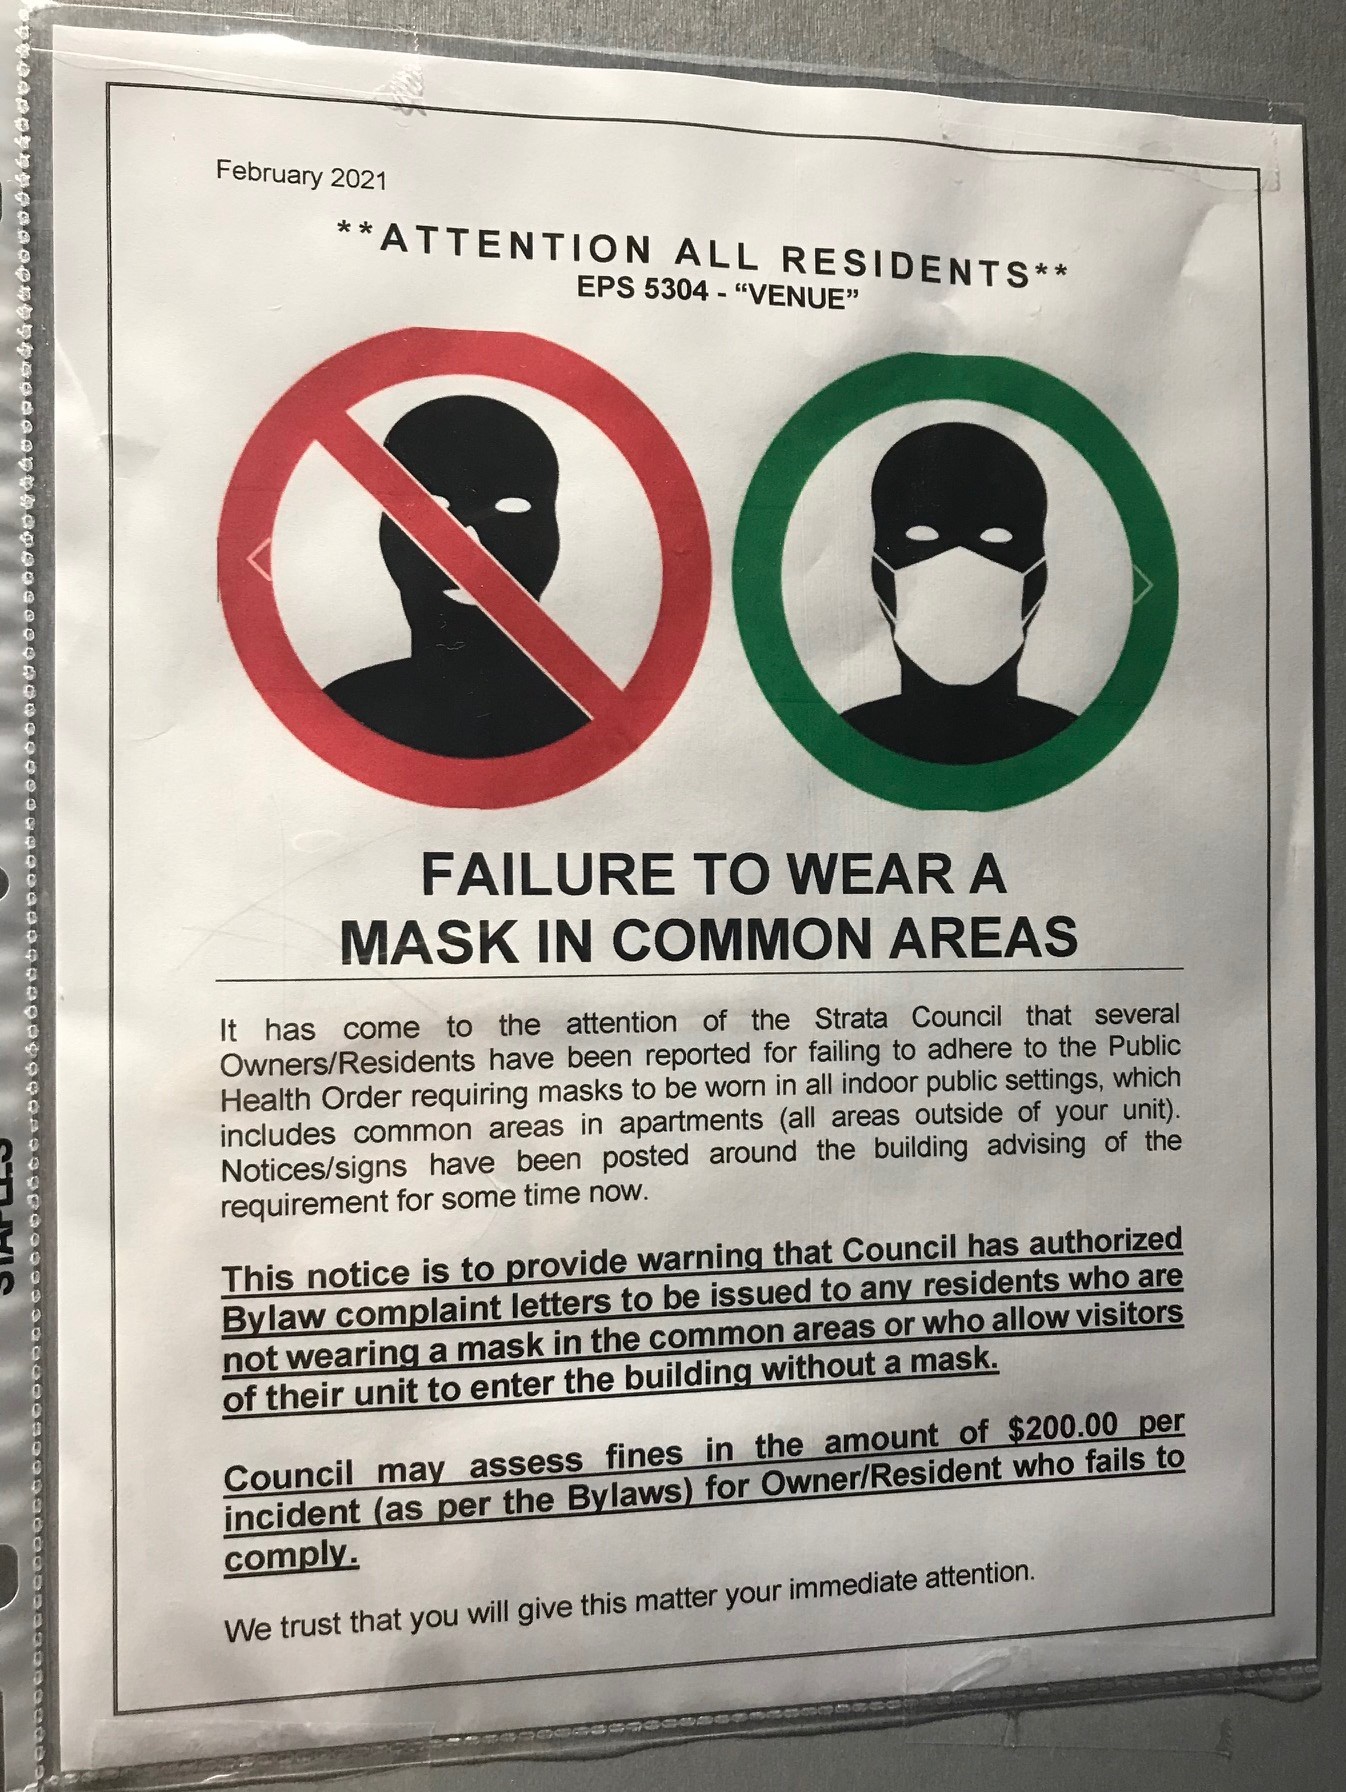 February 2021
**ATTENTION ALL RESIDENTS**
EPS 5304 - “VENUE”
FAILURE TO WEAR A
MASK IN COMMON AREAS
It has come to the attention of the Strata Council that several
Owners/Residents have been reported for failing to adhere to the Public
Health Order requiring masks to be worn in all indoor public settings, which
includes common areas in apartments (all areas outside of your unit).
Notices/signs have been posted around the building advising of the
requirement for some time now.
This notice is to provide warning that Council has authorized
Bylaw complaint letters to be issued to any residents who are
not wearing a mask in the common areas or who allow visitors
of their unit to enter the building without a mask.
Council may assess fines in the amount of $200.00 per
incident (as per the Bylaws) for Owner/Resident who fails to
comply.
We trust that you will give this matter your immediate attention.
STAPLES